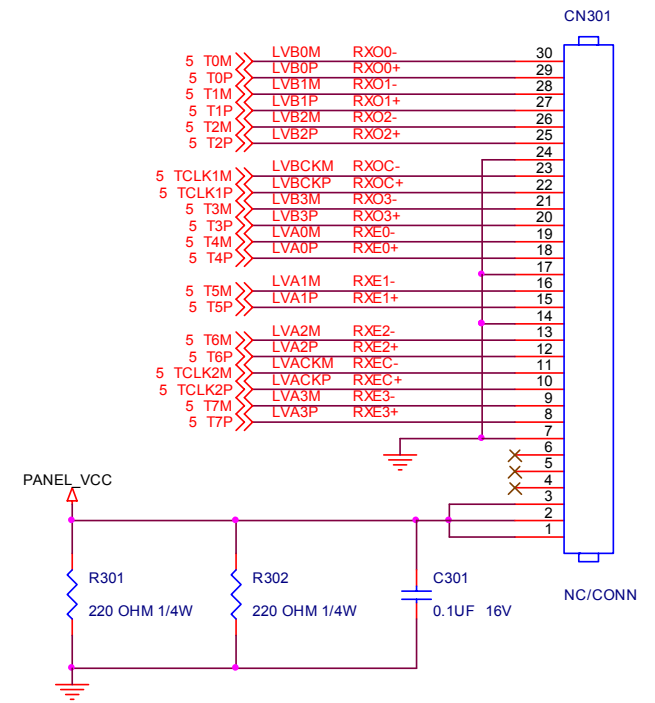 CN301
5 T0M LVB0M RXO0- 30
5 T0P LVB0P RXO0+ 29
5 T1M LVB1M RXO1- 28
5 T1P LVB1P RXO1+ 27
5 T2M LVB2M RXO2- 26
5 T2P LVB2P RXO2+ 25
24
5 TCLK1M LVBCKM RXOC- 23
5 TCLK1P LVBCKP RXOC+ 22
5 T3M LVB3M RXO3- 21
5 T3P LVB3P RXO3+ 20
5 T4M LVA0M RXE0- 19
5 T4P LVA0P RXE0+ 18
17
5 T5M LVA1M RXE1- 16
5 T5P LVA1P RXE1+ 15
14
5 T6M LVA2M RXE2- 13
5 T6P LVA2P RXE2+ 12
5 TCLK2M LVACKM RXEC- 11
5 TCLK2P LVACKP RXEC+ 10
5 T7M LVA3M RXE3- 9
5 T7P LVA3P RXE3+ 8
7
6
5
4
3
2
1
PANEL_VCC
R301 R302 C301
220 OHM 1/4W 220 OHM 1/4W 0.1UF 16V
NC/CONN